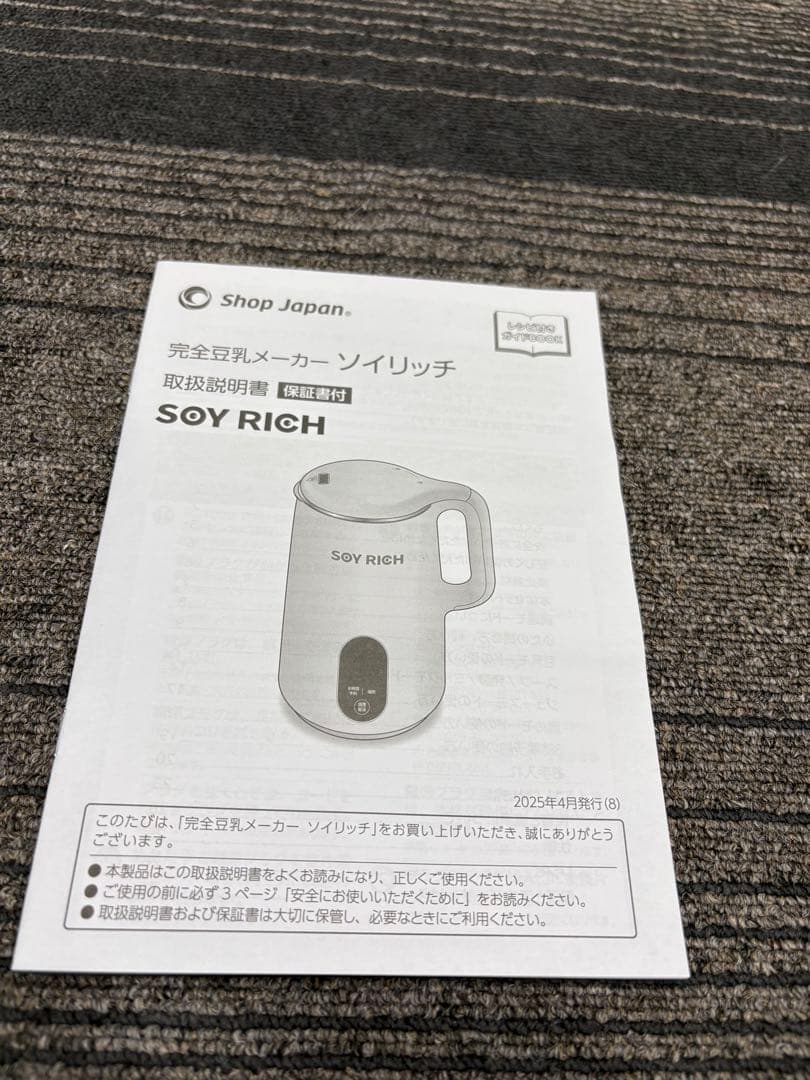 Shop Japan®
レシピ付き
ガイドBOOK
完全豆乳メーカー ソイリッチ
取扱説明書 保証書付
SOY RICH
SOY RICH
2025年4月発行(8)
このたびは、「完全豆乳メーカー ソイリッチ」をお買い上げいただき、誠にありがとう
ございます。
●本製品はこの取扱説明書をよくお読みになり、正しくご使用ください。
●ご使用の前に必ず3ページ「安全にお使いいただくために」をお読みください。
●取扱説明書および保証書は大切に保管し、必要なときにご利用ください。